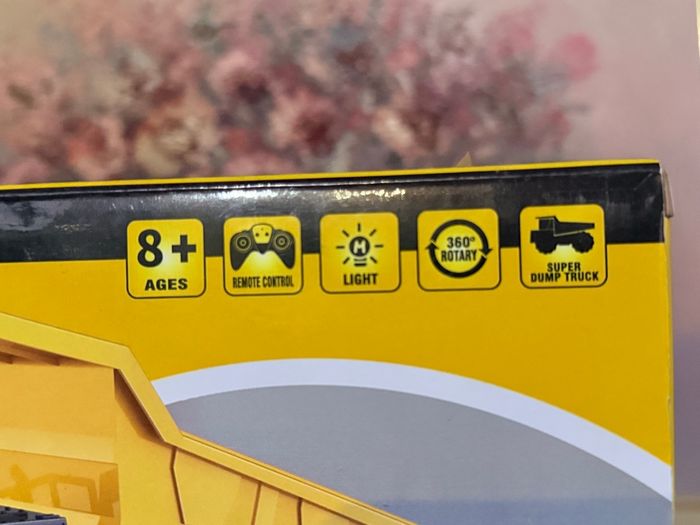 8+
AGES
REMOTE CONTROL
LIGHT
360°
ROTARY
SUPER
DUMP TRUCK